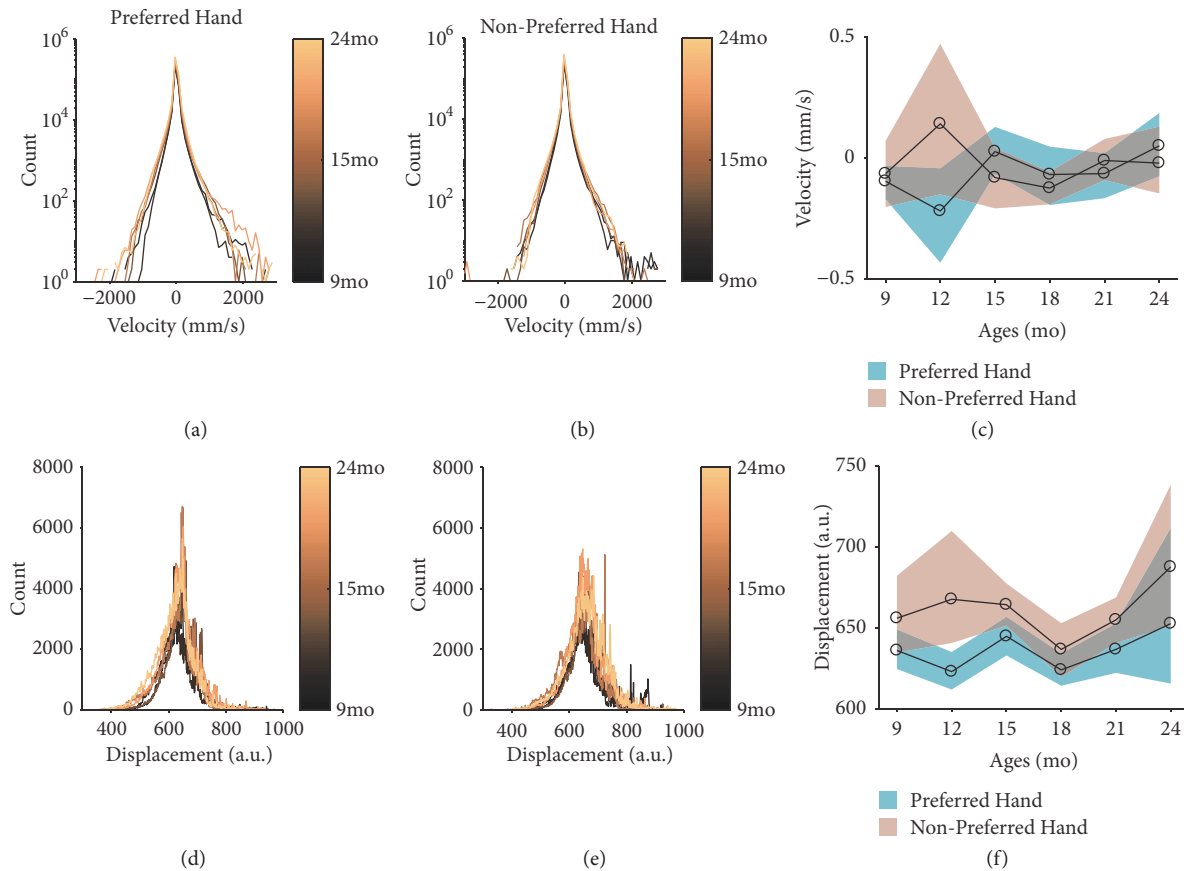 Preferred Hand
10^6
10^4
10^2
10^0
Count
−2000
0
2000
Velocity (mm/s)
24mo
15mo
9mo
(a)
Non-Preferred Hand
10^6
10^4
10^2
10^0
Count
−2000
0
2000
Velocity (mm/s)
24mo
15mo
9mo
(b)
0.5
0
−0.5
Velocity (mm/s)
9 12 15 18 21 24
Ages (mo)
Preferred Hand
Non-Preferred Hand
(c)
8000
6000
4000
2000
0
Count
400 600 800 1000
Displacement (a.u.)
24mo
15mo
9mo
(d)
8000
6000
4000
2000
0
Count
400 600 800 1000
Displacement (a.u.)
24mo
15mo
9mo
(e)
750
700
650
600
Displacement (a.u.)
9 12 15 18 21 24
Ages (mo)
Preferred Hand
Non-Preferred Hand
(f)